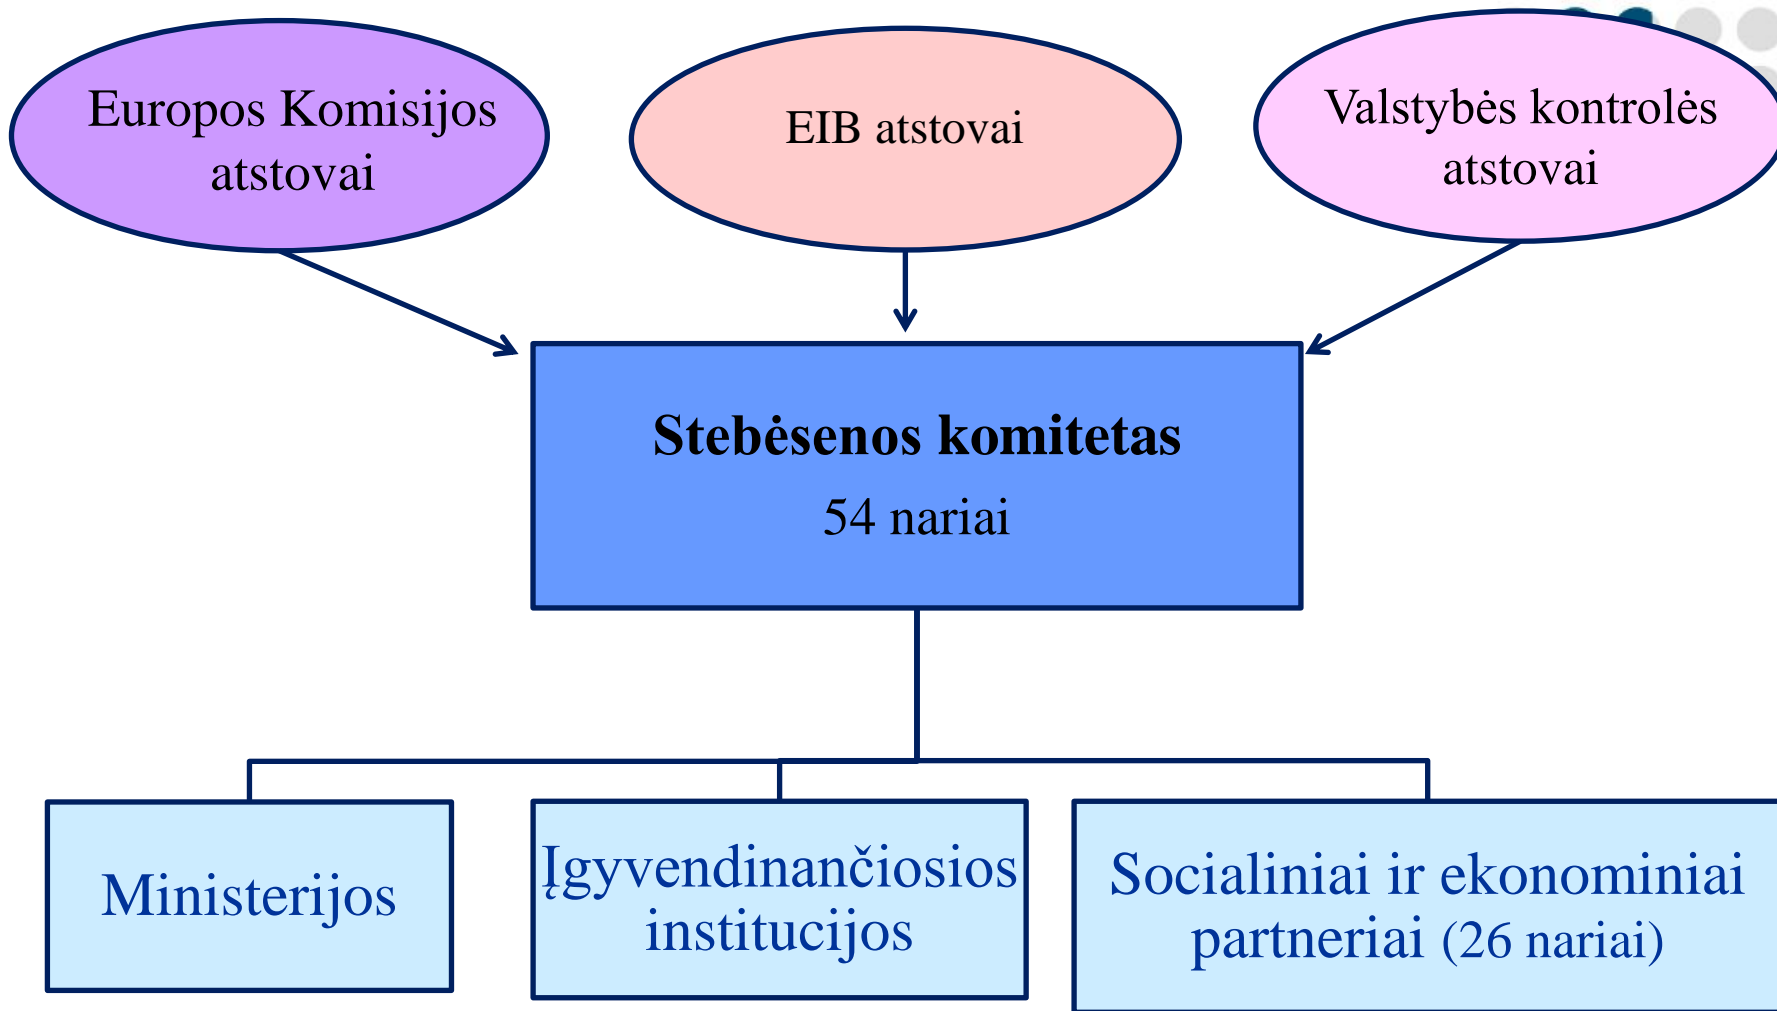 Europos Komisijos
atstovai
EIB atstovai
Valstybės kontrolės
atstovai
Stebėsenos komitetas
54 nariai
Ministerijos
Įgyvendinančiosios
institucijos
Socialiniai ir ekonominiai
partneriai (26 nariai)